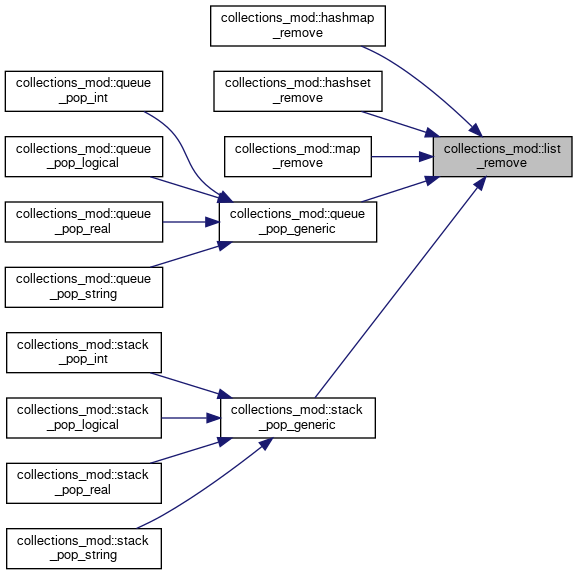 collections_mod::hashmap
_remove
collections_mod::queue
_pop_int
collections_mod::hashset
_remove
collections_mod::queue
_pop_logical
collections_mod::map
_remove
collections_mod::list
_remove
collections_mod::queue
_pop_real
collections_mod::queue
_pop_generic
collections_mod::queue
_pop_string
collections_mod::stack
_pop_int
collections_mod::stack
_pop_logical
collections_mod::stack
_pop_generic
collections_mod::stack
_pop_real
collections_mod::stack
_pop_string